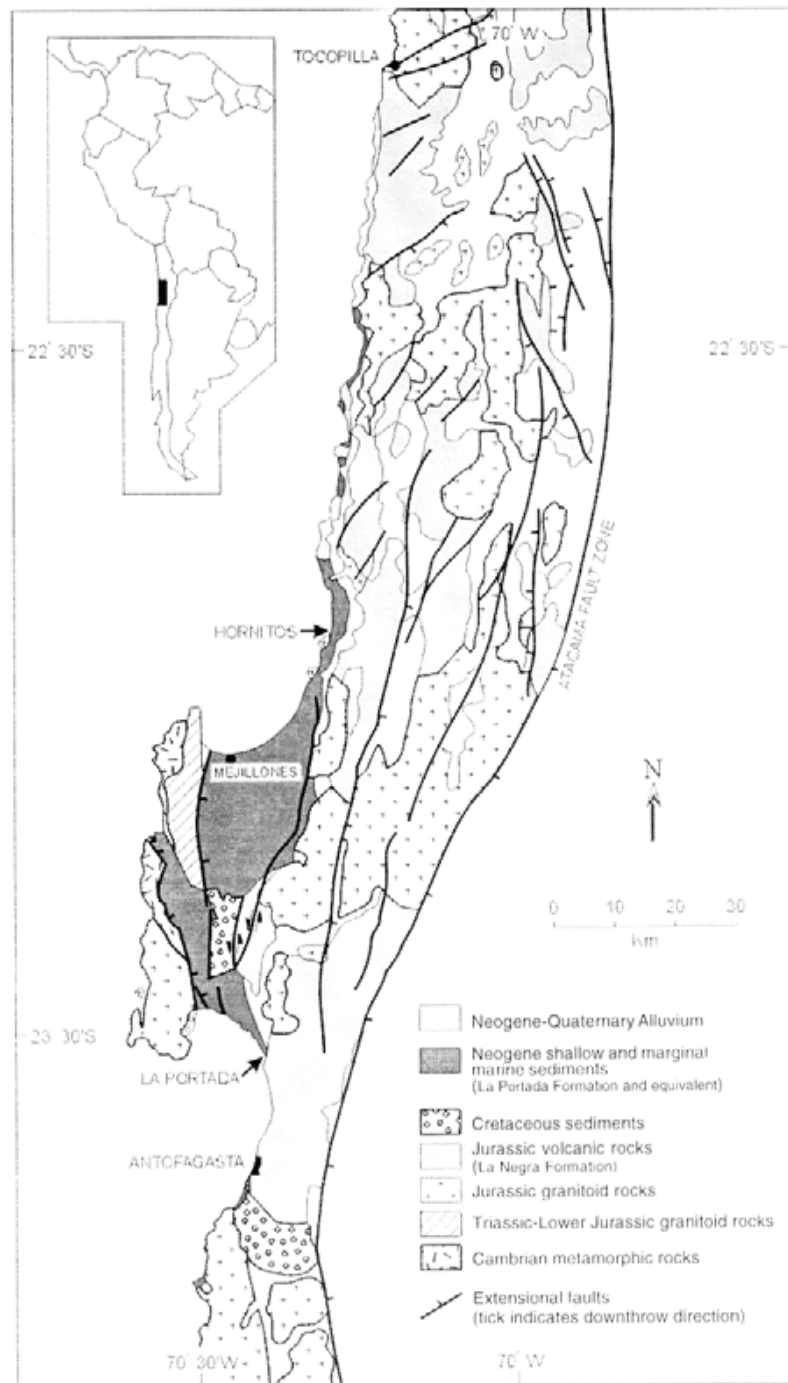 70° W
TOCOPILLA
22° 30'S
22° 30'S
ATACAMA FAULT ZONE
HORNITOS
MEJILLONES
N
0 10 20 30
Km
23° 30'S
LA PORTADA
ANTOFAGASTA
Neogene-Quaternary Alluvium
Neogene shallow and marginal
marine sediments
(La Portada Formation and equivalent)
Cretaceous sediments
Jurassic volcanic rocks
(La Negra Formation)
Jurassic granitoid rocks
Triassic-Lower Jurassic granitoid rocks
Cambrian metamorphic rocks
Extensional faults
(tick indicates downthrow direction)
70° 30'W
70° W